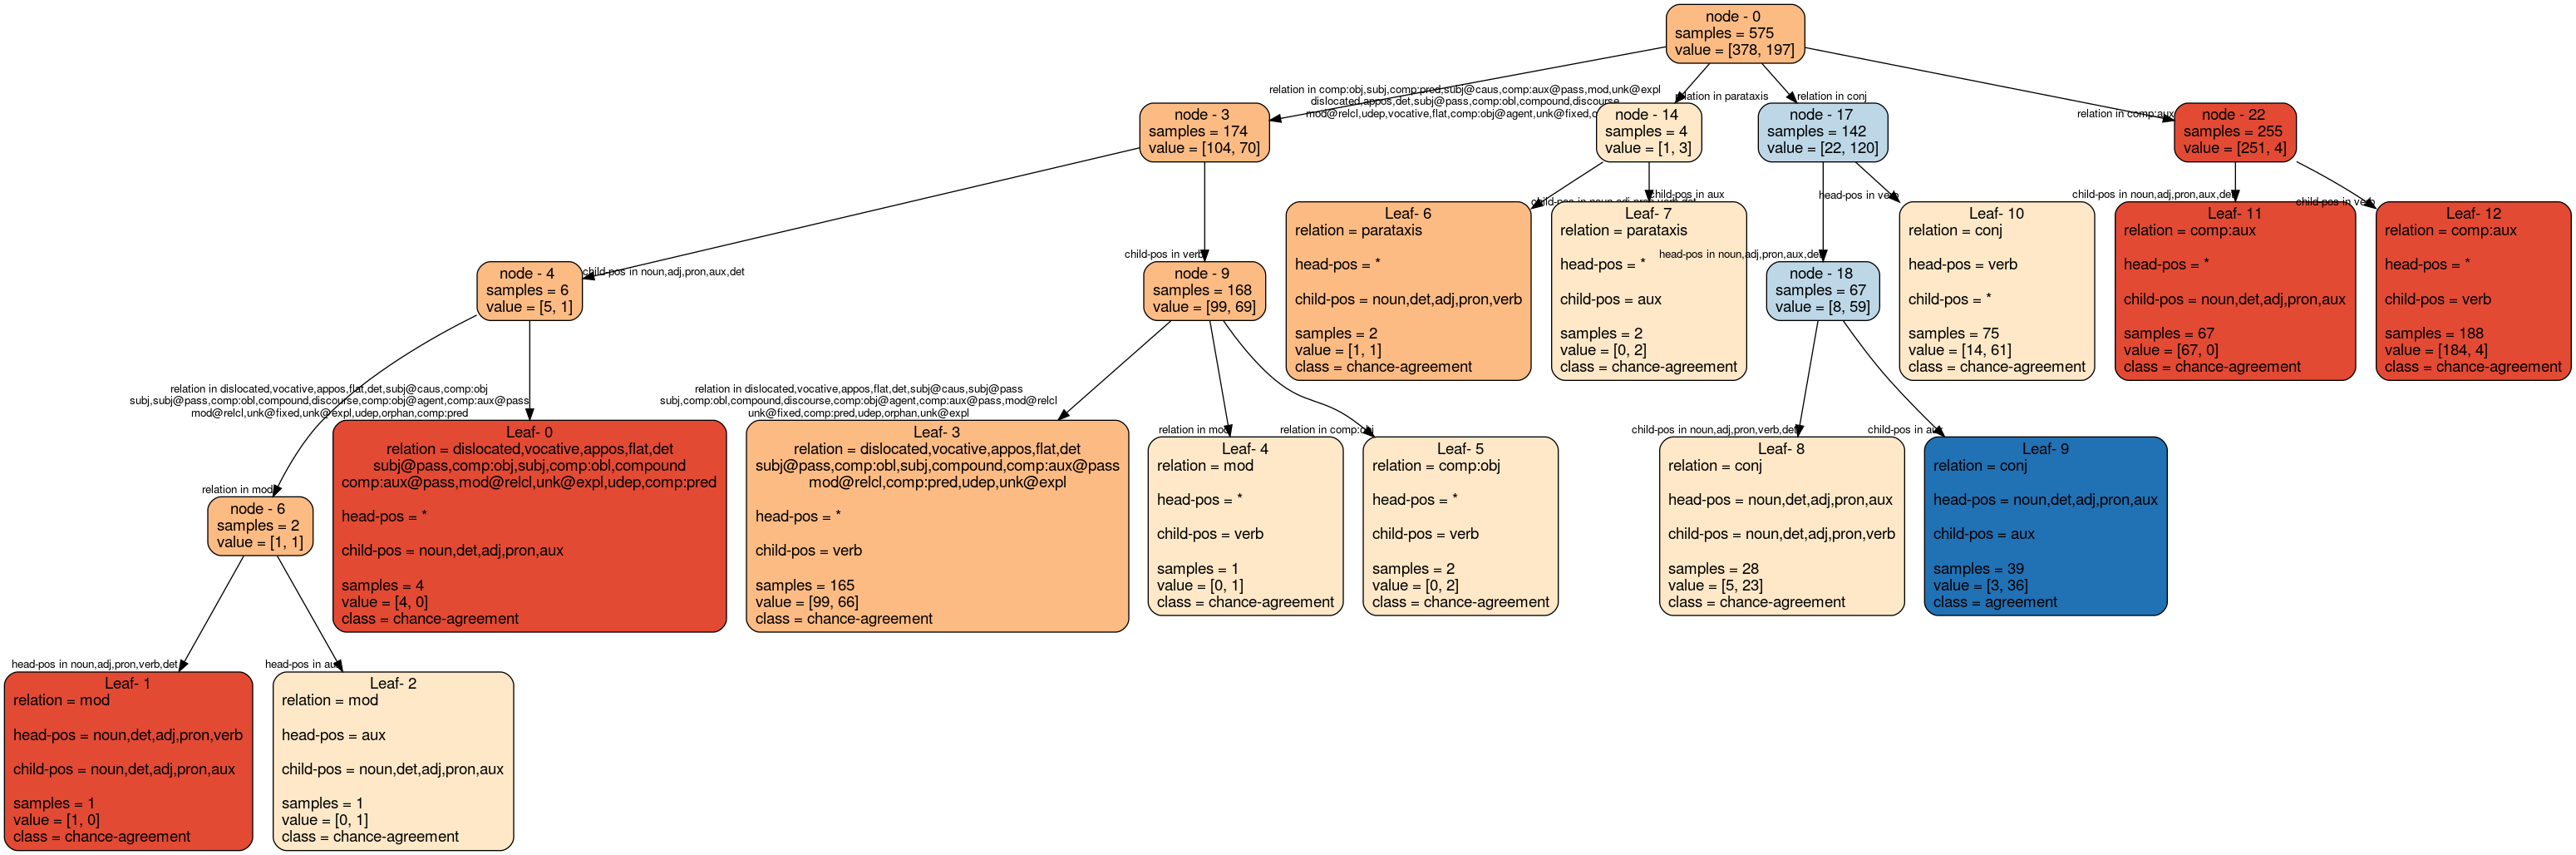 node - 0
samples = 575
value = [378, 197]
relation in comp:obj,subj,comp:pred,subj@caus,comp:aux@pass,mod,unk@expl
dislocated,appos,det,subj@pass,comp:obl,compound,discourse
mod@relcl,udep,vocative,flat,comp:obj@agent,unk@fixed,
relation in parataxis
relation in conj
relation in comp:aux
node - 3
samples = 174
value = [104, 70]
node - 14
samples = 4
value = [1, 3]
node - 17
samples = 142
value = [22, 120]
node - 22
samples = 255
value = [251, 4]
child-pos in noun,adj,pron,aux,det
child-pos in verb
child-pos in noun,adj,pron,verb,det
child-pos in aux
head-pos in noun,adj,pron,aux,det
head-pos in verb
child-pos in noun,adj,pron,aux,det
child-pos in verb
node - 4
samples = 6
value = [5, 1]
node - 9
samples = 168
value = [99, 69]
Leaf- 6
relation = parataxis
head-pos = *
child-pos = noun,det,adj,pron,verb
samples = 2
value = [1, 1]
class = chance-agreement
Leaf- 7
relation = parataxis
head-pos = *
child-pos = aux
samples = 2
value = [0, 2]
class = chance-agreement
node - 18
samples = 67
value = [8, 59]
Leaf- 10
relation = conj
head-pos = verb
child-pos = *
samples = 75
value = [14, 61]
class = chance-agreement
Leaf- 11
relation = comp:aux
head-pos = *
child-pos = noun,det,adj,pron,aux
samples = 67
value = [67, 0]
class = chance-agreement
Leaf- 12
relation = comp:aux
head-pos = *
child-pos = verb
samples = 188
value = [184, 4]
class = chance-agreement
relation in dislocated,vocative,appos,flat,det,subj@caus,comp:obj
subj,subj@pass,comp:obl,compound,discourse,comp:obj@agent,comp:aux@pass
mod@relcl,unk@fixed,unk@expl,udep,orphan,comp:pred
relation in mod
relation in dislocated,vocative,appos,flat,det,subj@caus,subj@pass
subj,comp:obl,compound,discourse,comp:obj@agent,comp:aux@pass,mod@relcl
unk@fixed,comp:pred,udep,orphan,unk@expl
relation in mod
relation in comp:obj
child-pos in noun,adj,pron,verb,det
child-pos in aux
node - 6
samples = 2
value = [1, 1]
Leaf- 0
relation = dislocated,vocative,appos,flat,det
subj@pass,comp:obj,subj,comp:obl,compound
comp:aux@pass,mod@relcl,unk@expl,udep,comp:pred
head-pos = *
child-pos = noun,det,adj,pron,aux
samples = 4
value = [4, 0]
class = chance-agreement
Leaf- 3
relation = dislocated,vocative,appos,flat,det
subj@pass,comp:obl,subj,compound,comp:aux@pass
mod@relcl,comp:pred,udep,unk@expl
head-pos = *
child-pos = verb
samples = 165
value = [99, 66]
class = chance-agreement
Leaf- 4
relation = mod
head-pos = *
child-pos = verb
samples = 1
value = [0, 1]
class = chance-agreement
Leaf- 5
relation = comp:obj
head-pos = *
child-pos = verb
samples = 2
value = [0, 2]
class = chance-agreement
Leaf- 8
relation = conj
head-pos = noun,det,adj,pron,aux
child-pos = noun,det,adj,pron,verb
samples = 28
value = [5, 23]
class = chance-agreement
Leaf- 9
relation = conj
head-pos = noun,det,adj,pron,aux
child-pos = aux
samples = 39
value = [3, 36]
class = agreement
head-pos in noun,adj,pron,verb,det
head-pos in aux
Leaf- 1
relation = mod
head-pos = noun,det,adj,pron,verb
child-pos = noun,det,adj,pron,aux
samples = 1
value = [1, 0]
class = chance-agreement
Leaf- 2
relation = mod
head-pos = aux
child-pos = noun,det,adj,pron,aux
samples = 1
value = [0, 1]
class = chance-agreement